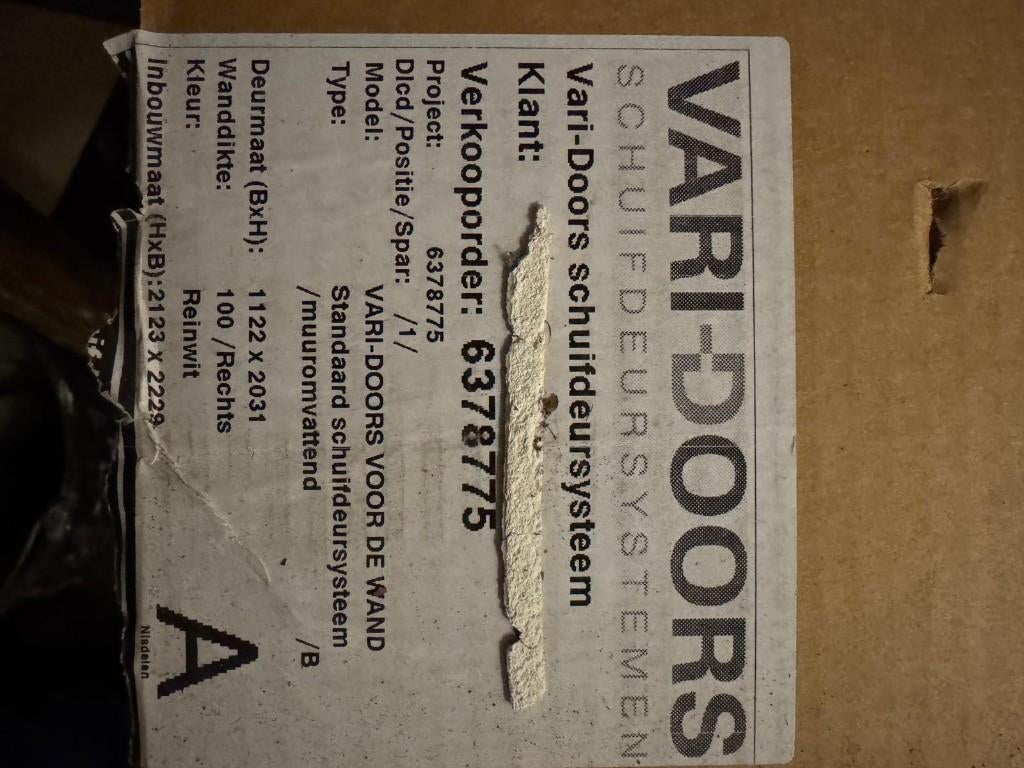 VARI-DOORS
SCHUIFDEURSYSTEMEN
Vari-Doors schuifdeursysteem
Klant:
Verkooporder: 6378775
Project: 6378775
Dlcd/Positie/Spar: /1/
Model: VARI-DOORS VOOR DE WAND
Type: Standaard schuifdeursysteem
/muuromvattend /B
Deurmaat (BxH): 1122 x 2031
Wanddikte: 100 /Rechts
Kleur: Reinwit
Inbouwmaat (HxB): 2123 x 2229
A
Nisdelen